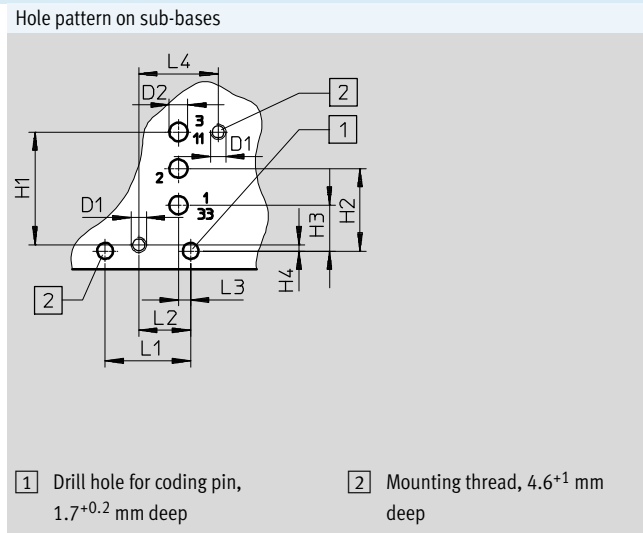 Hole pattern on sub-bases
L4
D2
2
3
11
1
D1
2
H1
1
33
D1
H3
H2
H4
2
L3
L2
L1
1 Drill hole for coding pin,
1.7+0.2 mm deep
2 Mounting thread, 4.6+1 mm
deep